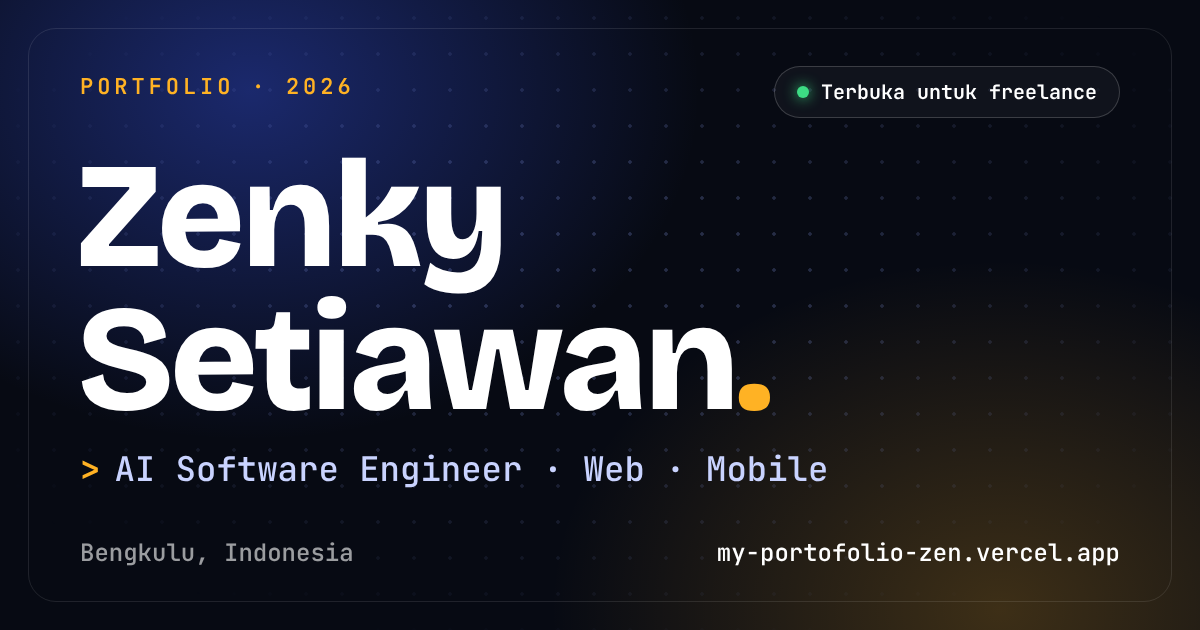 PORTFOLIO · 2026
Terbuka untuk freelance
Zenky
Setiawan.
> AI Software Engineer · Web · Mobile
Bengkulu, Indonesia
my-portofolio-zen.vercel.app